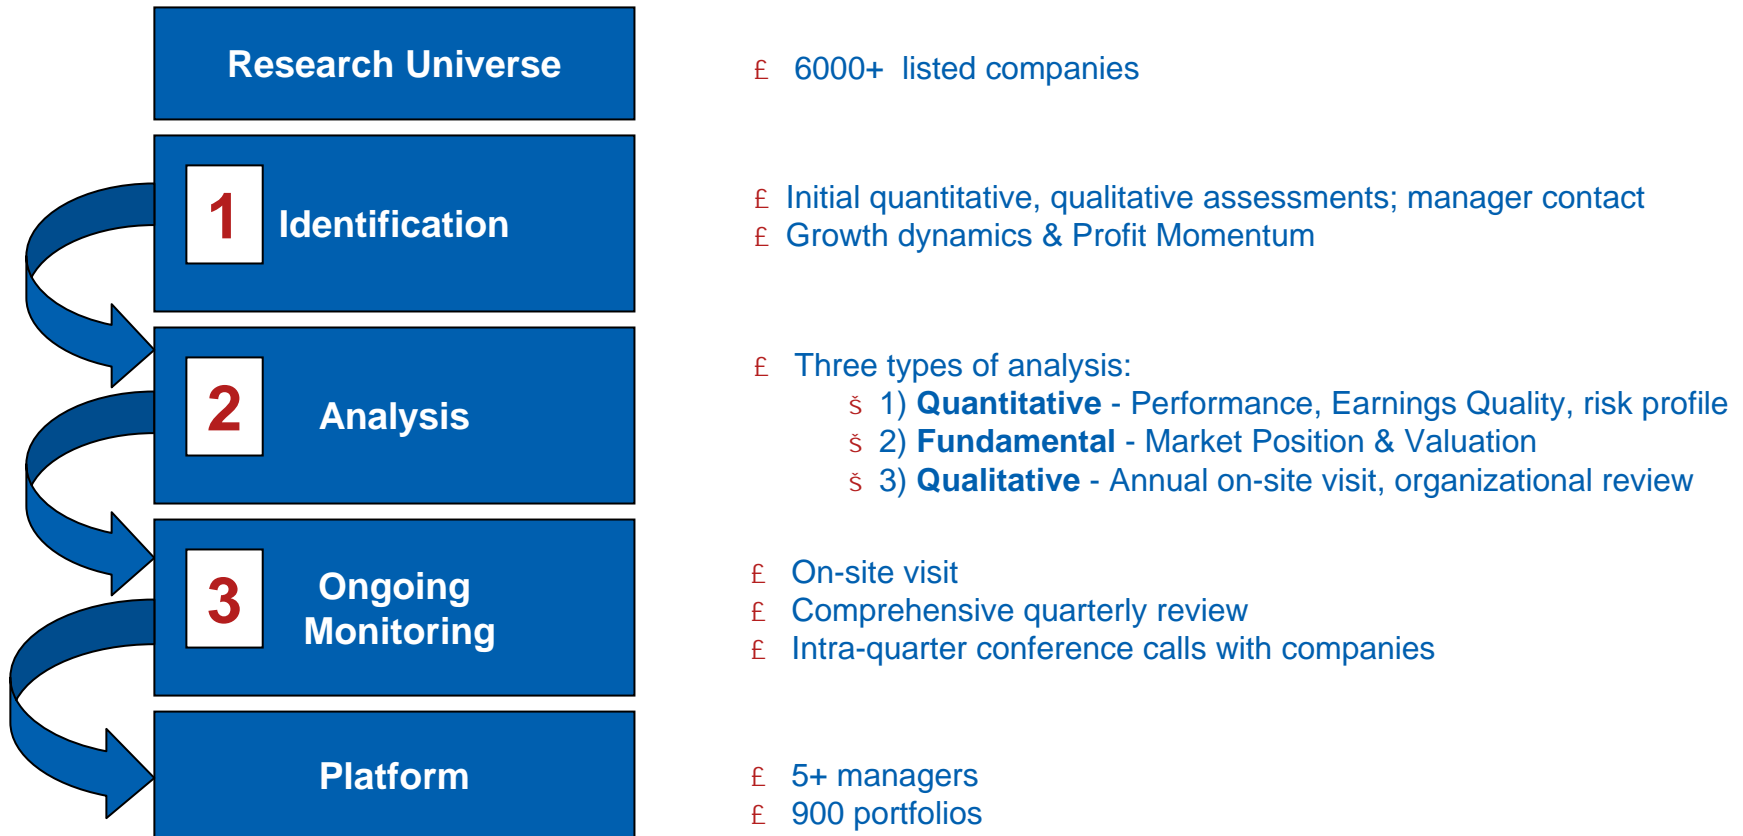 Research Universe
£ 6000+ listed companies
1
Identification
£ Initial quantitative, qualitative assessments; manager contact
£ Growth dynamics & Profit Momentum
2
Analysis
£ Three types of analysis:
š 1) Quantitative - Performance, Earnings Quality, risk profile
š 2) Fundamental - Market Position & Valuation
š 3) Qualitative - Annual on-site visit, organizational review
3
Ongoing
Monitoring
£ On-site visit
£ Comprehensive quarterly review
£ Intra-quarter conference calls with companies
Platform
£ 5+ managers
£ 900 portfolios